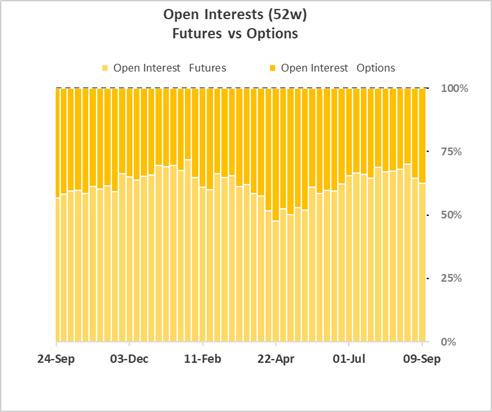 Open Interests (52w)
Futures vs Options
Open Interest Futures
Open Interest Options
100%
75%
50%
25%
0%
24-Sep
03-Dec
11-Feb
22-Apr
01-Jul
09-Sep